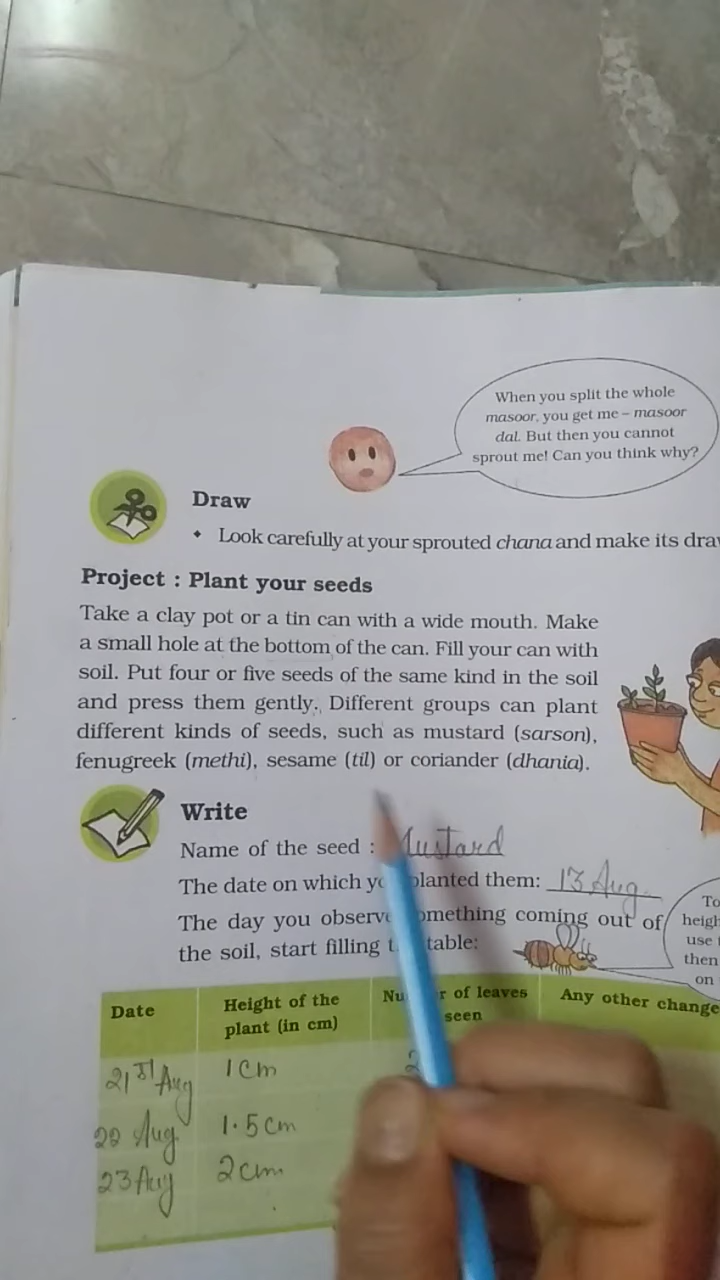 When you split the whole
masoor, you get me – masoor
dal. But then you cannot
sprout me! Can you think why?
Draw
• Look carefully at your sprouted chana and make its
Project : Plant your seeds
Take a clay pot or a tin can with a wide mouth. Make
a small hole at the bottom of the can. Fill your can with
soil. Put four or five seeds of the same kind in the soil
and press them gently. Different groups can plant
different kinds of seeds, such as mustard (sarson),
fenugreek (methi), sesame (til) or coriander (dhania).
Write
Name of the seed : Mustard
The date on which planted them: 13 Aug
The day you observe something coming out of
the soil, start filling table:
To
use
then
on
Date
Height of the
plant (in cm)
of leaves
seen
Any other change
21st Aug 1 cm 2
22 Aug 1.5 cm
23 Aug 2 cm